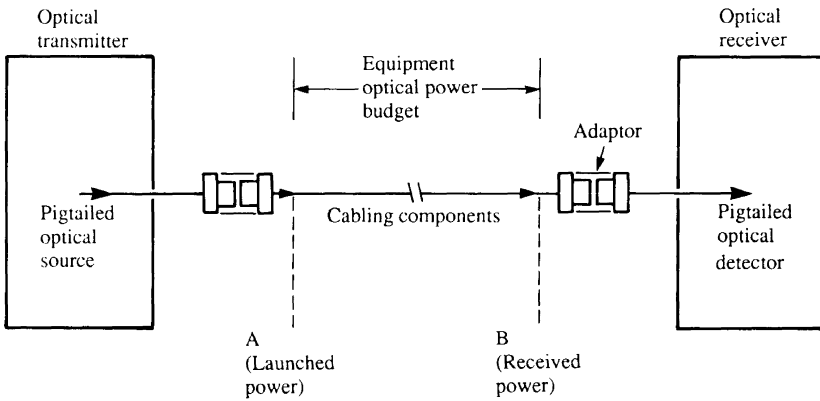 Optical
transmitter
Optical
receiver
Equipment
optical power
budget
Adaptor
Pigtailed
optical
source
Cabling components
Pigtailed
optical
detector
A
(Launched
power)
B
(Received
power)